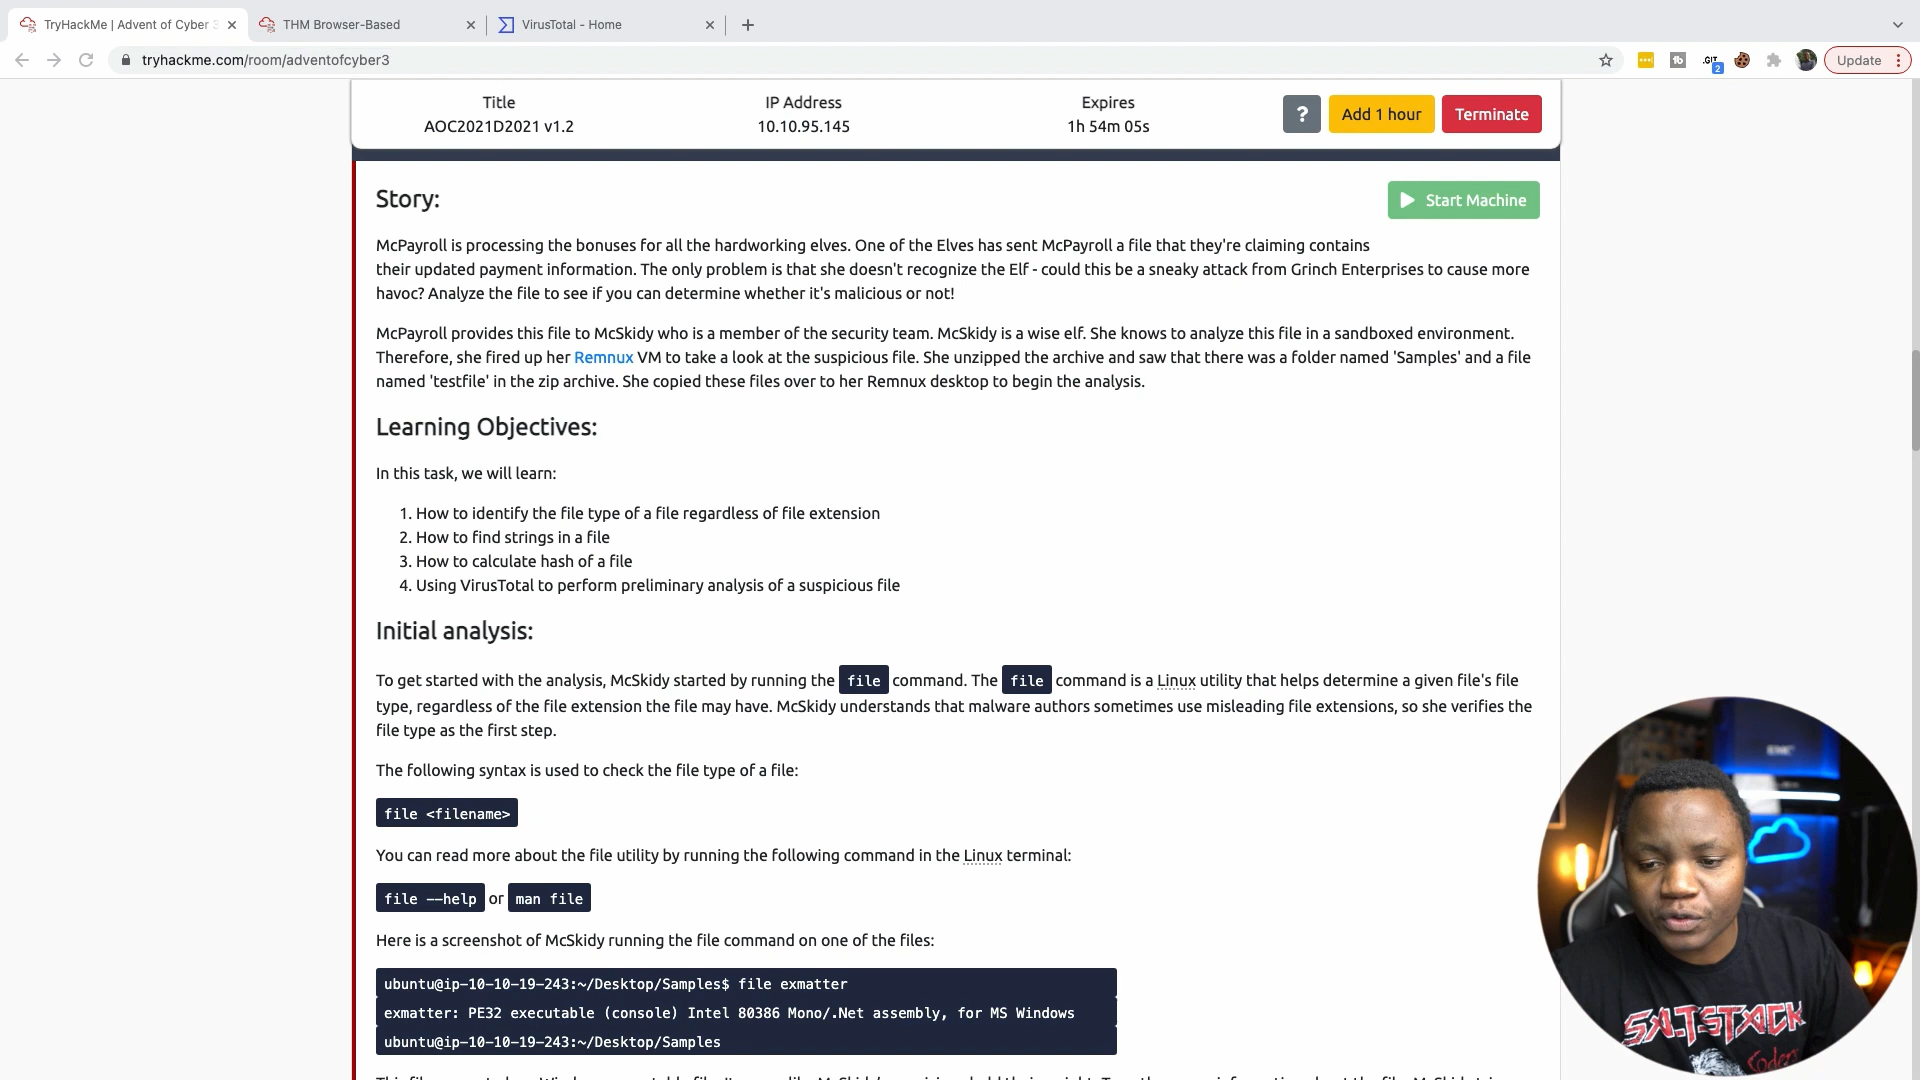 TryHackMe | Advent of Cyber 3
THM Browser-Based
VirusTotal - Home
tryhackme.com/room/adventofcyber3
.GIT
2
Update
Title
AOC2021D2021 v1.2
IP Address
10.10.95.145
Expires
1h 54m 05s
?
Add 1 hour
Terminate
Story:
Start Machine
McPayroll is processing the bonuses for all the hardworking elves. One of the Elves has sent McPayroll a file that they're claiming contains
their updated payment information. The only problem is that she doesn't recognize the Elf - could this be a sneaky attack from Grinch Enterprises to cause more
havoc? Analyze the file to see if you can determine whether it's malicious or not!
McPayroll provides this file to McSkidy who is a member of the security team. McSkidy is a wise elf. She knows to analyze this file in a sandboxed environment.
Therefore, she fired up her Remnux VM to take a look at the suspicious file. She unzipped the archive and saw that there was a folder named 'Samples' and a file
named 'testfile' in the zip archive. She copied these files over to her Remnux desktop to begin the analysis.
Learning Objectives:
In this task, we will learn:
1. How to identify the file type of a file regardless of file extension
2. How to find strings in a file
3. How to calculate hash of a file
4. Using VirusTotal to perform preliminary analysis of a suspicious file
Initial analysis:
To get started with the analysis, McSkidy started by running the file command. The file command is a Linux utility that helps determine a given file's file
type, regardless of the file extension the file may have. McSkidy understands that malware authors sometimes use misleading file extensions, so she verifies the
file type as the first step.
The following syntax is used to check the file type of a file:
file <filename>
You can read more about the file utility by running the following command in the Linux terminal:
file --help or man file
Here is a screenshot of McSkidy running the file command on one of the files:
ubuntu@ip-10-10-19-243:~/Desktop/Samples$ file exmatter
exmatter: PE32 executable (console) Intel 80386 Mono/.Net assembly, for MS Windows
ubuntu@ip-10-10-19-243:~/Desktop/Samples
SALTSTACK